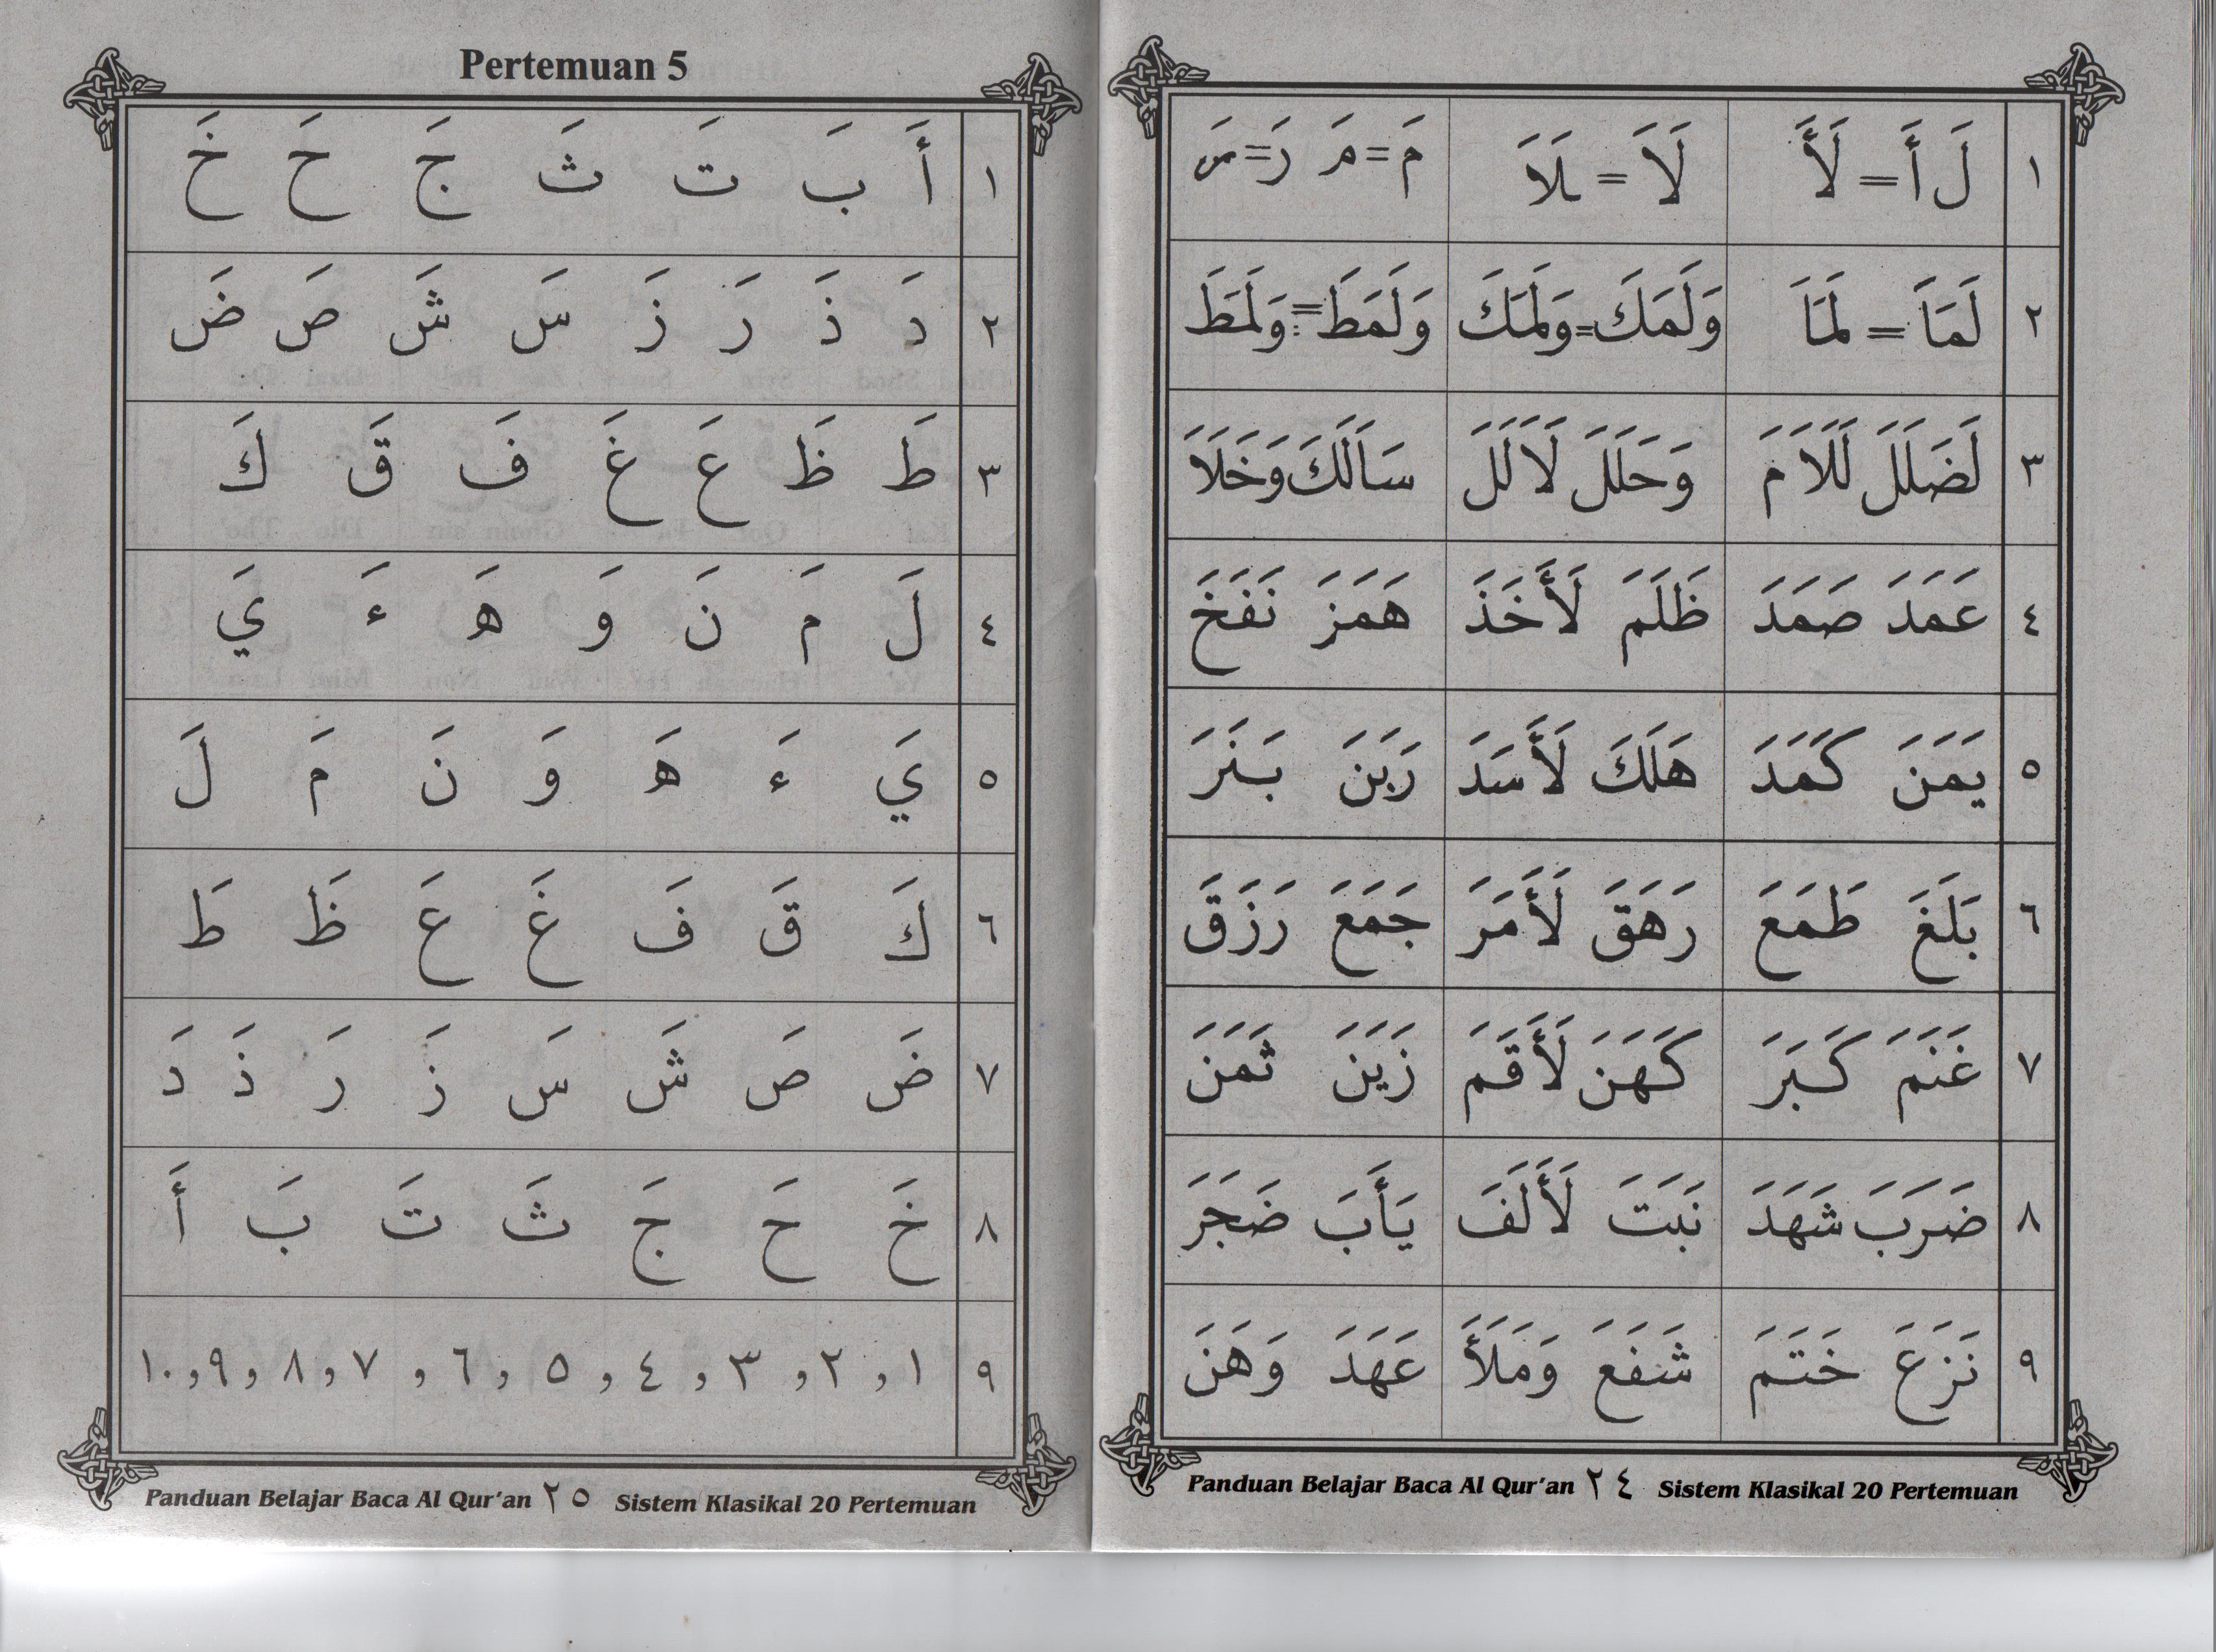 ١ لَ أَ = لَأَ لَا = ـلَا مَ = مَـ رَ = ـرَ
٢ لَمَا = لَمَا وَلَمَكَ = وَلَمَكَ وَلَمَطَ = وَلَمَطَ
٣ لَضَلَلَ لَلَامَ وَحَلَلَ لَالَلَ سَالَكَ وَخَلَا
٤ عَمَدَ صَمَدَ ظَلَمَ لَأَخَذَ هَمَزَ نَفَخَ
٥ يَمَنَ كَمَدَ هَلَكَ لَأَسَدَ رَبَنَ بَنَرَ
٦ بَلَغَ طَمَعَ رَهَقَ لَأَمَرَ جَمَعَ رَزَقَ
٧ غَنَمَ كَبَرَ كَهَنَ لَأَقَمَ زَيَنَ ثَمَنَ
٨ ضَرَبَ شَهَدَ نَبَتَ لَأَلَفَ يَأَبَ ضَجَرَ
٩ نَزَعَ خَتَمَ شَفَعَ وَمَلَأَ عَهَدَ وَهَنَ
Panduan Belajar Baca Al Qur'an ٢٤ Sistem Klasikal 20 Pertemuan
Pertemuan 5
١ أَ بَ تَ ثَ جَ حَ خَ
٢ دَ ذَ رَ زَ سَ شَ صَ ضَ
٣ طَ ظَ عَ غَ فَ قَ كَ
٤ لَ مَ نَ وَ هَ ءَ يَ
٥ يَ ءَ هَ وَ نَ مَ لَ
٦ كَ قَ فَ غَ عَ ظَ طَ
٧ ضَ صَ شَ سَ زَ رَ ذَ دَ
٨ خَ حَ جَ ثَ تَ بَ أَ
٩ ١ , ٢ , ٣ , ٤ , ٥ , ٦ , ٧ , ٨ , ٩ , ١٠
Panduan Belajar Baca Al Qur'an ٢٥ Sistem Klasikal 20 Pertemuan